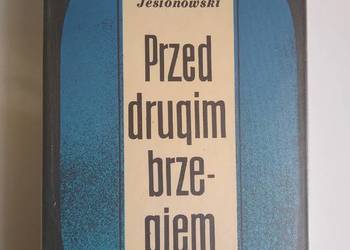 Jesionowski
Przed
drugim
brze-
giem